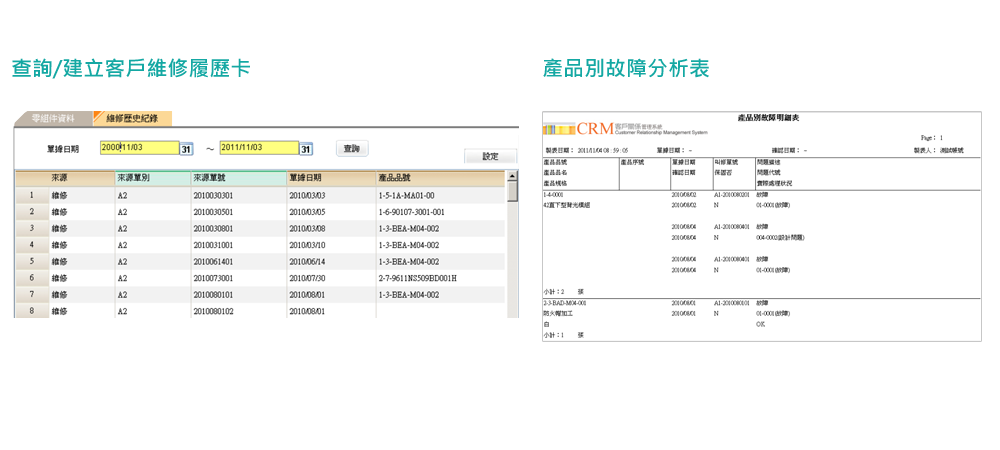 查詢/建立客戶維修履歷卡
零組件資料 維修歷史紀錄
單據日期 2000/11/03 31 ～ 2011/11/03 31 查詢
設定
來源 來源單別 來源單號 單據日期 產品品號
1 維修 A2 2010030301 2010/03/03 1-5-1A-MA01-00
2 維修 A2 2010030501 2010/03/05 1-6-90107-3001-001
3 維修 A2 2010030801 2010/03/08 1-3-BEA-M04-002
4 維修 A2 2010031001 2010/03/10 1-3-BEA-M04-002
5 維修 A2 2010061401 2010/06/14 1-3-BEA-M04-002
6 維修 A2 2010073001 2010/07/30 2-7-9611NS509BD001H
7 維修 A2 2010080101 2010/08/01 1-3-BEA-M04-002
8 維修 A2 2010080102 2010/08/01
產品別故障分析表
產品別故障明細表
CRM 客戶關係管理系統
Customer Relationship Management System
Page： 1
製表日期： 2011/11/04 08 : 59 : 05 單據日期： ~ 確認日期： ~ 製表人： 測試帳號
產品品號 產品序號 單據日期 叫修單號 問題描述
產品品名 確認日期 保證否 問題代號
產品規格 實際處理狀況
1-4-0001 2010/08/02 A1-2010080201 故障
42直下型背光模組 2010/08/02 N 01-0001(故障)
2010/08/04 A1-2010080401 故障
2010/08/04 N 004-0002(設計問題)
2010/08/04 A1-2010080401 故障
2010/08/04 N 01-0001(故障)
小計：2 張
2-3-BAD-M04-001 2010/08/01 A1-2010080101 故障
防火帽加工 2010/08/01 N 01-0001(故障)
白 OK
小計：1 張